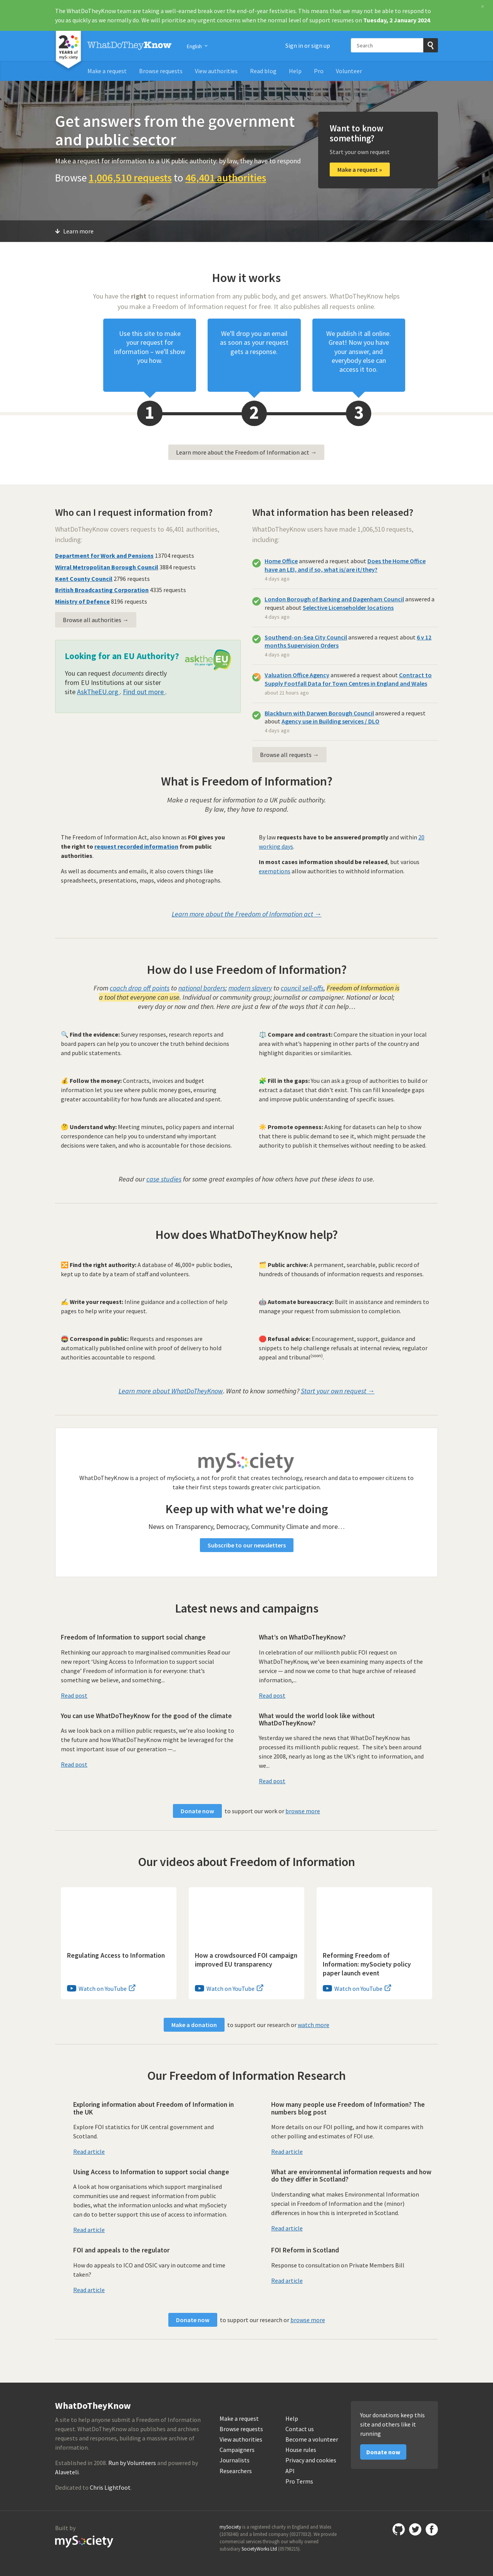 The WhatDoTheyKnow team are taking a well-earned break over the end-of-year festivities. This means that we may not be able to respond to
you as quickly as we normally do. We will prioritise any urgent concerns when the normal level of support resumes on Tuesday, 2 January 2024.
20 YEARS of my society
WhatDoTheyKnow
English
Sign in or sign up
Search
Make a request
Browse requests
View authorities
Read blog
Help
Pro
Volunteer
Get answers from the government
and public sector
Make a request for information to a UK public authority: by law, they have to respond
Browse 1,006,510 requests to 46,401 authorities
Want to know
something?
Start your own request
Make a request »
Learn more
How it works
You have the right to request information from any public body, and get answers. WhatDoTheyKnow helps
you make a Freedom of Information request for free. It also publishes all requests online.
Use this site to make
your request for
information – we'll show
you how.
We'll drop you an email
as soon as your request
gets a response.
We publish it all online.
Great! Now you have
your answer, and
everybody else can
access it too.
1
2
3
Learn more about the Freedom of Information act →
Who can I request information from?
WhatDoTheyKnow covers requests to 46,401 authorities,
including:
Department for Work and Pensions 13704 requests
Wirral Metropolitan Borough Council 3884 requests
Kent County Council 2796 requests
British Broadcasting Corporation 4335 requests
Ministry of Defence 8196 requests
Browse all authorities →
Looking for an EU Authority?
asktheEU
You can request documents directly
from EU Institutions at our sister
site AskTheEU.org . Find out more .
What information has been released?
WhatDoTheyKnow users have made 1,006,510 requests,
including:
Home Office answered a request about Does the Home Office
have an LEI, and if so, what is/are it/they?
4 days ago
London Borough of Barking and Dagenham Council answered a
request about Selective Licenseholder locations
4 days ago
Southend-on-Sea City Council answered a request about 6 v 12
months Supervision Orders
4 days ago
Valuation Office Agency answered a request about Contract to
Supply Footfall Data for Town Centres in England and Wales
about 21 hours ago
Blackburn with Darwen Borough Council answered a request
about Agency use in Building services / DLO
4 days ago
Browse all requests →
What is Freedom of Information?
Make a request for information to a UK public authority.
By law, they have to respond.
The Freedom of Information Act, also known as FOI gives you
the right to request recorded information from public
authorities.
As well as documents and emails, it also covers things like
spreadsheets, presentations, maps, videos and photographs.
By law requests have to be answered promptly and within 20
working days.
In most cases information should be released, but various
exemptions allow authorities to withhold information.
Learn more about the Freedom of Information act →
How do I use Freedom of Information?
From coach drop off points to national borders; modern slavery to council sell-offs, Freedom of Information is
a tool that everyone can use. Individual or community group; journalist or campaigner. National or local;
every day or now and then. Here are just a few of the ways that it can help…
🔍 Find the evidence: Survey responses, research reports and
board papers can help you to uncover the truth behind decisions
and public statements.
⚖️ Compare and contrast: Compare the situation in your local
area with what's happening in other parts of the country and
highlight disparities or similarities.
💰 Follow the money: Contracts, invoices and budget
information let you see where public money goes, ensuring
greater accountability for how funds are allocated and spent.
🧩 Fill in the gaps: You can ask a group of authorities to build or
extract a dataset that didn't exist. This can fill knowledge gaps
and improve public understanding of specific issues.
🤔 Understand why: Meeting minutes, policy papers and internal
correspondence can help you to understand why important
decisions were taken, and who is accountable for those decisions.
☀️ Promote openness: Asking for datasets can help to show
that there is public demand to see it, which might persuade the
authority to publish it themselves without needing to be asked.
Read our case studies for some great examples of how others have put these ideas to use.
How does WhatDoTheyKnow help?
🔀 Find the right authority: A database of 46,000+ public bodies,
kept up to date by a team of staff and volunteers.
🗂️ Public archive: A permanent, searchable, public record of
hundreds of thousands of information requests and responses.
✍️ Write your request: Inline guidance and a collection of help
pages to help write your request.
🤖 Automate bureaucracy: Built in assistance and reminders to
manage your request from submission to completion.
Correspond in public: Requests and responses are
automatically published online with proof of delivery to hold
authorities accountable to respond.
🛑 Refusal advice: Encouragement, support, guidance and
snippets to help challenge refusals at internal review, regulator
appeal and tribunal[soon!].
Learn more about WhatDoTheyKnow. Want to know something? Start your own request →
mySociety
WhatDoTheyKnow is a project of mySociety, a not for profit that creates technology, research and data to empower citizens to
take their first steps towards greater civic participation.
Keep up with what we're doing
News on Transparency, Democracy, Community Climate and more…
Subscribe to our newsletters
Latest news and campaigns
Freedom of Information to support social change
Rethinking our approach to marginalised communities Read our
new report 'Using Access to Information to support social
change' Freedom of information is for everyone: that's
something we believe, and something...
Read post
What's on WhatDoTheyKnow?
In celebration of our millionth public FOI request on
WhatDoTheyKnow, we've been examining many aspects of the
service — and now we come to that huge archive of released
information,...
Read post
You can use WhatDoTheyKnow for the good of the climate
As we look back on a million public requests, we're also looking to
the future and how WhatDoTheyKnow might be leveraged for the
most important issue of our generation —...
Read post
What would the world look like without
WhatDoTheyKnow?
Yesterday we shared the news that WhatDoTheyKnow has
processed its millionth public request. The site's been around
since 2008, nearly as long as the UK's right to information, and
we...
Read post
Donate now to support our work or browse more
Our videos about Freedom of Information
Regulating Access to Information
Watch on YouTube
How a crowdsourced FOI campaign
improved EU transparency
Watch on YouTube
Reforming Freedom of
Information: mySociety policy
paper launch event
Watch on YouTube
Make a donation to support our research or watch more
Our Freedom of Information Research
Exploring information about Freedom of Information in
the UK
Explore FOI statistics for UK central government and
Scotland.
Read article
How many people use Freedom of Information? The
numbers blog post
More details on our FOI polling, and how it compares with
other polling and estimates of FOI use.
Read article
Using Access to Information to support social change
A look at how organisations which support marginalised
communities use and request information from public
bodies, what the information unlocks and what mySociety
can do to better support this use of access to information.
Read article
What are environmental information requests and how
do they differ in Scotland?
Understanding what makes Environmental Information
special in Freedom of Information and the (minor)
differences in how this is interpreted in Scotland.
Read article
FOI and appeals to the regulator
How do appeals to ICO and OSIC vary in outcome and time
taken?
Read article
FOI Reform in Scotland
Response to consultation on Private Members Bill
Read article
Donate now to support our research or browse more
WhatDoTheyKnow
A site to help anyone submit a Freedom of Information
request. WhatDoTheyKnow also publishes and archives
requests and responses, building a massive archive of
information.
Established in 2008. Run by Volunteers and powered by
Alaveteli.
Dedicated to Chris Lightfoot.
Make a request
Browse requests
View authorities
Campaigners
Journalists
Researchers
Help
Contact us
Become a volunteer
House rules
Privacy and cookies
API
Pro Terms
Your donations keep this
site and others like it
running
Donate now
Built by
mySociety
mySociety is a registered charity in England and Wales
(1076346) and a limited company (03277032). We provide
commercial services through our wholly owned
subsidiary SocietyWorks Ltd (05798215).